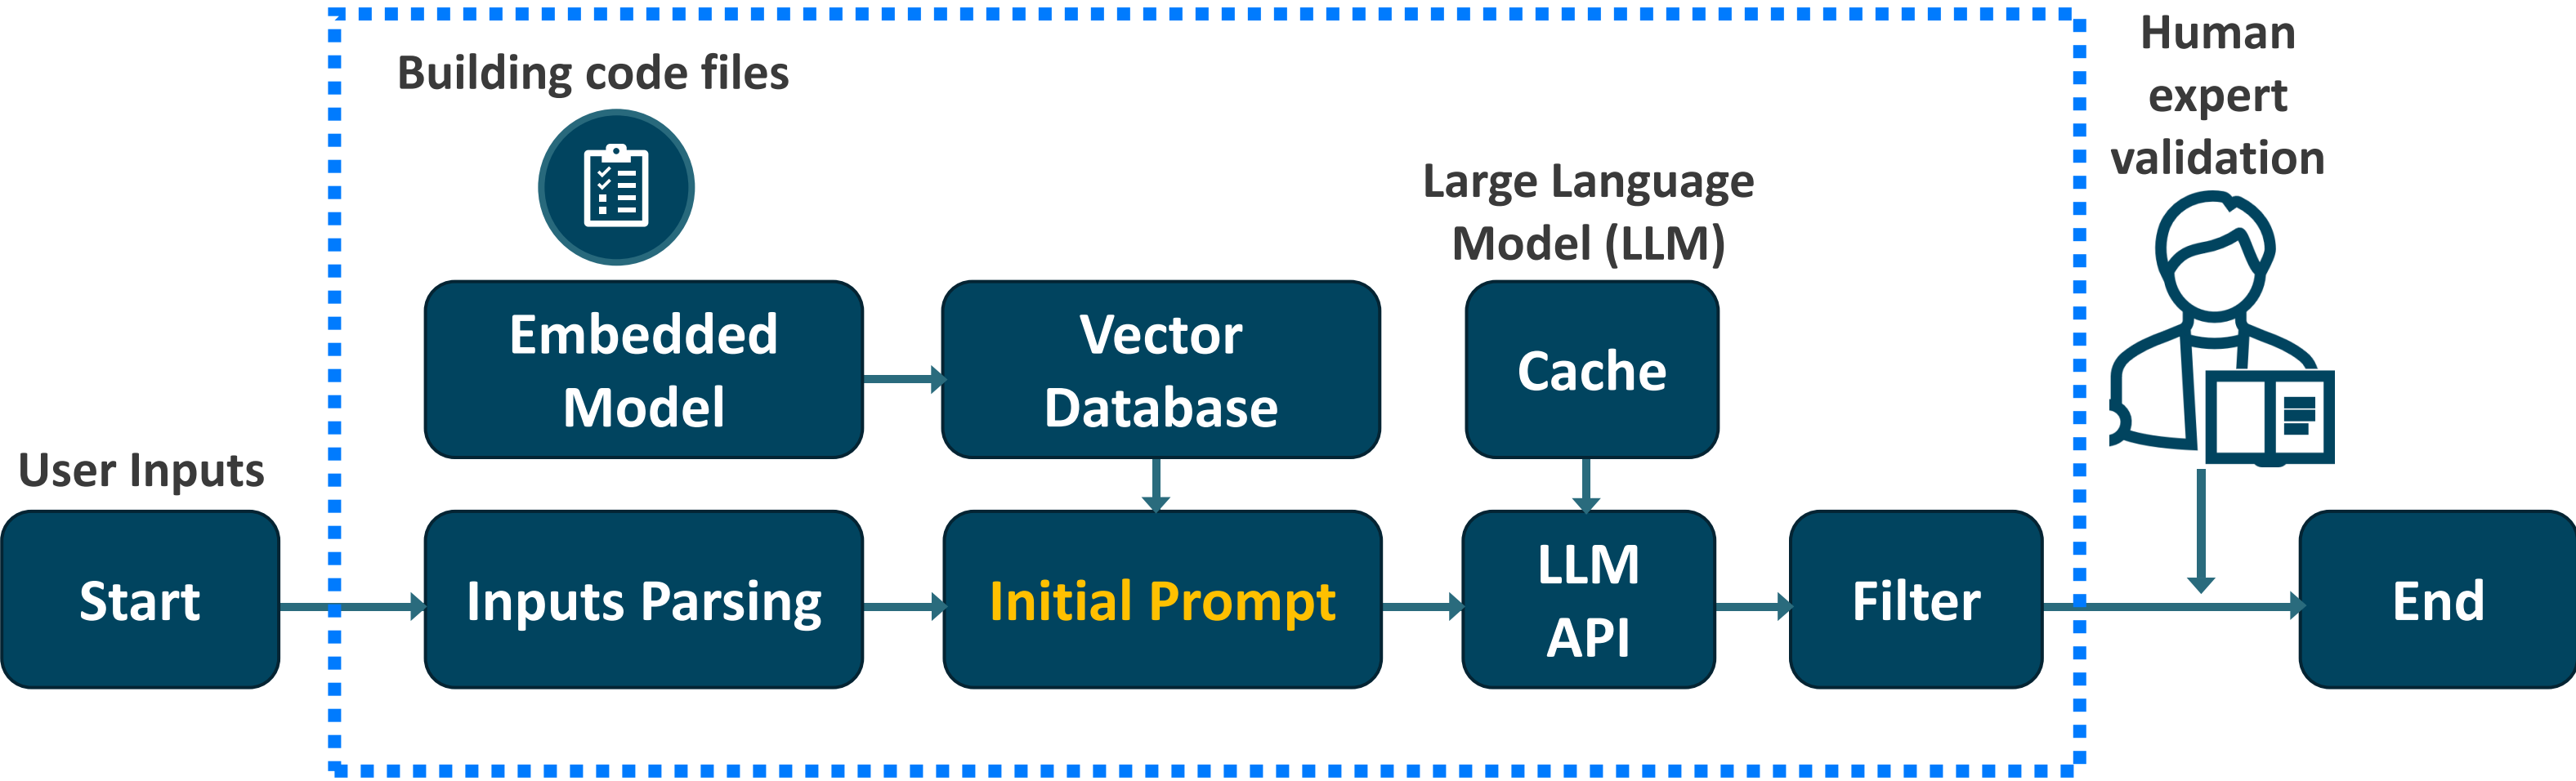 Building code files
Human
expert
validation
Large Language
Model (LLM)
Embedded
Model
Vector
Database
Cache
User Inputs
Start
Inputs Parsing
Initial Prompt
LLM
API
Filter
End